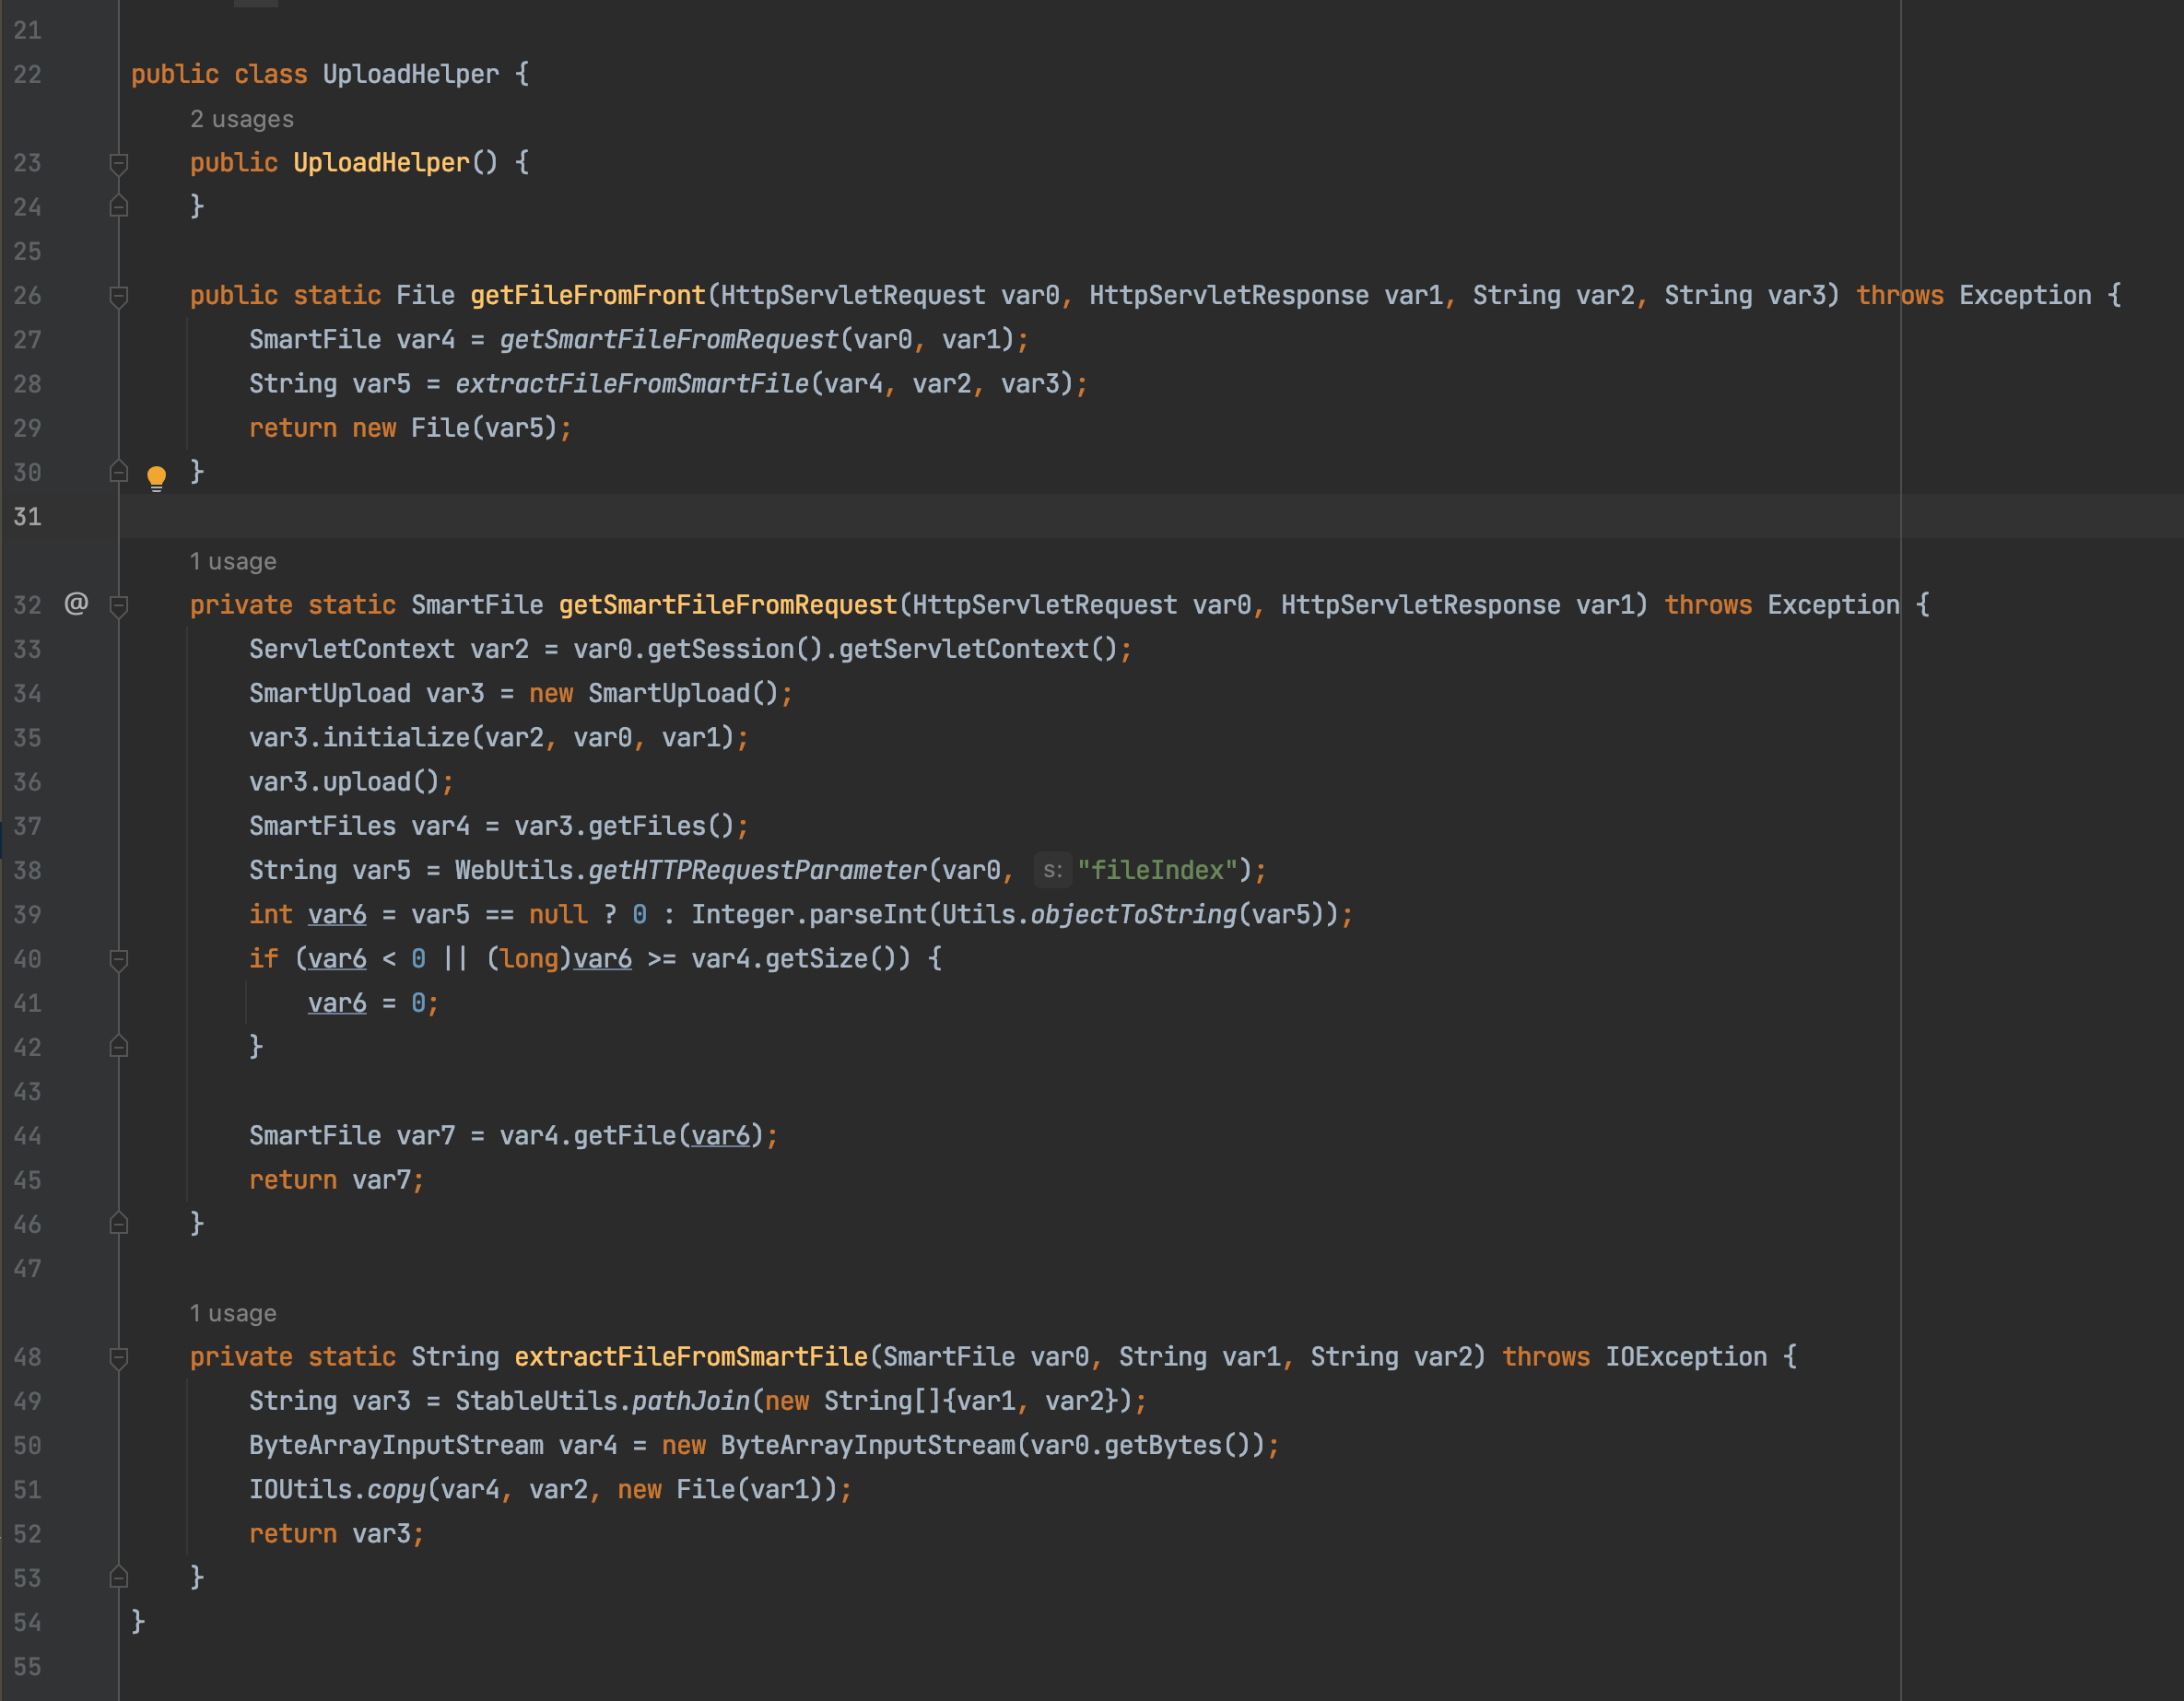 21
22 public class UploadHelper {
2 usages
23 public UploadHelper() {
24 }
25
26 public static File getFileFromFront(HttpServletRequest var0, HttpServletResponse var1, String var2, String var3) throws Exception {
27 SmartFile var4 = getSmartFileFromRequest(var0, var1);
28 String var5 = extractFileFromSmartFile(var4, var2, var3);
29 return new File(var5);
30 }
31
1 usage
32 @ private static SmartFile getSmartFileFromRequest(HttpServletRequest var0, HttpServletResponse var1) throws Exception {
33 ServletContext var2 = var0.getSession().getServletContext();
34 SmartUpload var3 = new SmartUpload();
35 var3.initialize(var2, var0, var1);
36 var3.upload();
37 SmartFiles var4 = var3.getFiles();
38 String var5 = WebUtils.getHTTPRequestParameter(var0, s: "fileIndex");
39 int var6 = var5 == null ? 0 : Integer.parseInt(Utils.objectToString(var5));
40 if (var6 < 0 || (long)var6 >= var4.getSize()) {
41 var6 = 0;
42 }
43
44 SmartFile var7 = var4.getFile(var6);
45 return var7;
46 }
47
1 usage
48 private static String extractFileFromSmartFile(SmartFile var0, String var1, String var2) throws IOException {
49 String var3 = StableUtils.pathJoin(new String[]{var1, var2});
50 ByteArrayInputStream var4 = new ByteArrayInputStream(var0.getBytes());
51 IOUtils.copy(var4, var2, new File(var1));
52 return var3;
53 }
54 }
55